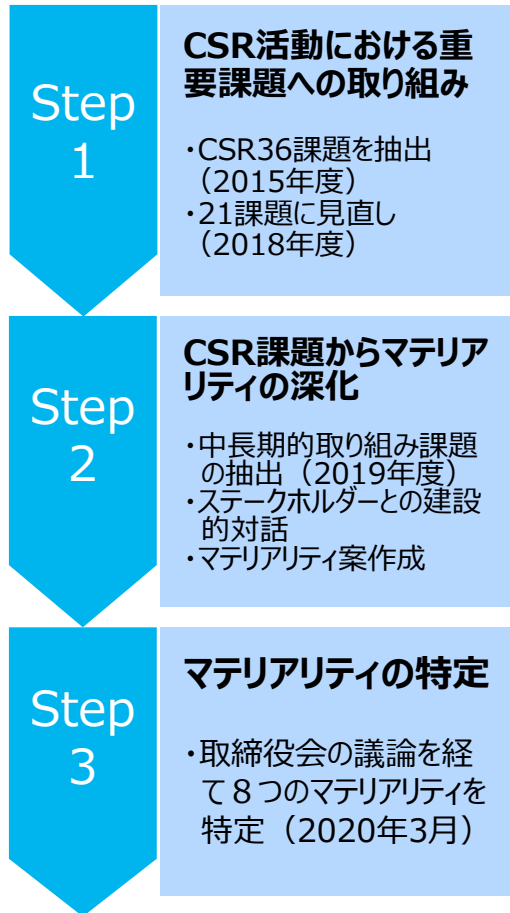 Step
1
CSR活動における重
要課題への取り組み
・CSR36課題を抽出
（2015年度）
・21課題に見直し
（2018年度）
Step
2
CSR課題からマテリア
リティの深化
・中長期的取り組み課題
の抽出（2019年度）
・ステークホルダーとの建設
的対話
・マテリアリティ案作成
Step
3
マテリアリティの特定
・取締役会の議論を経
て８つのマテリアリティを
特定（2020年3月）